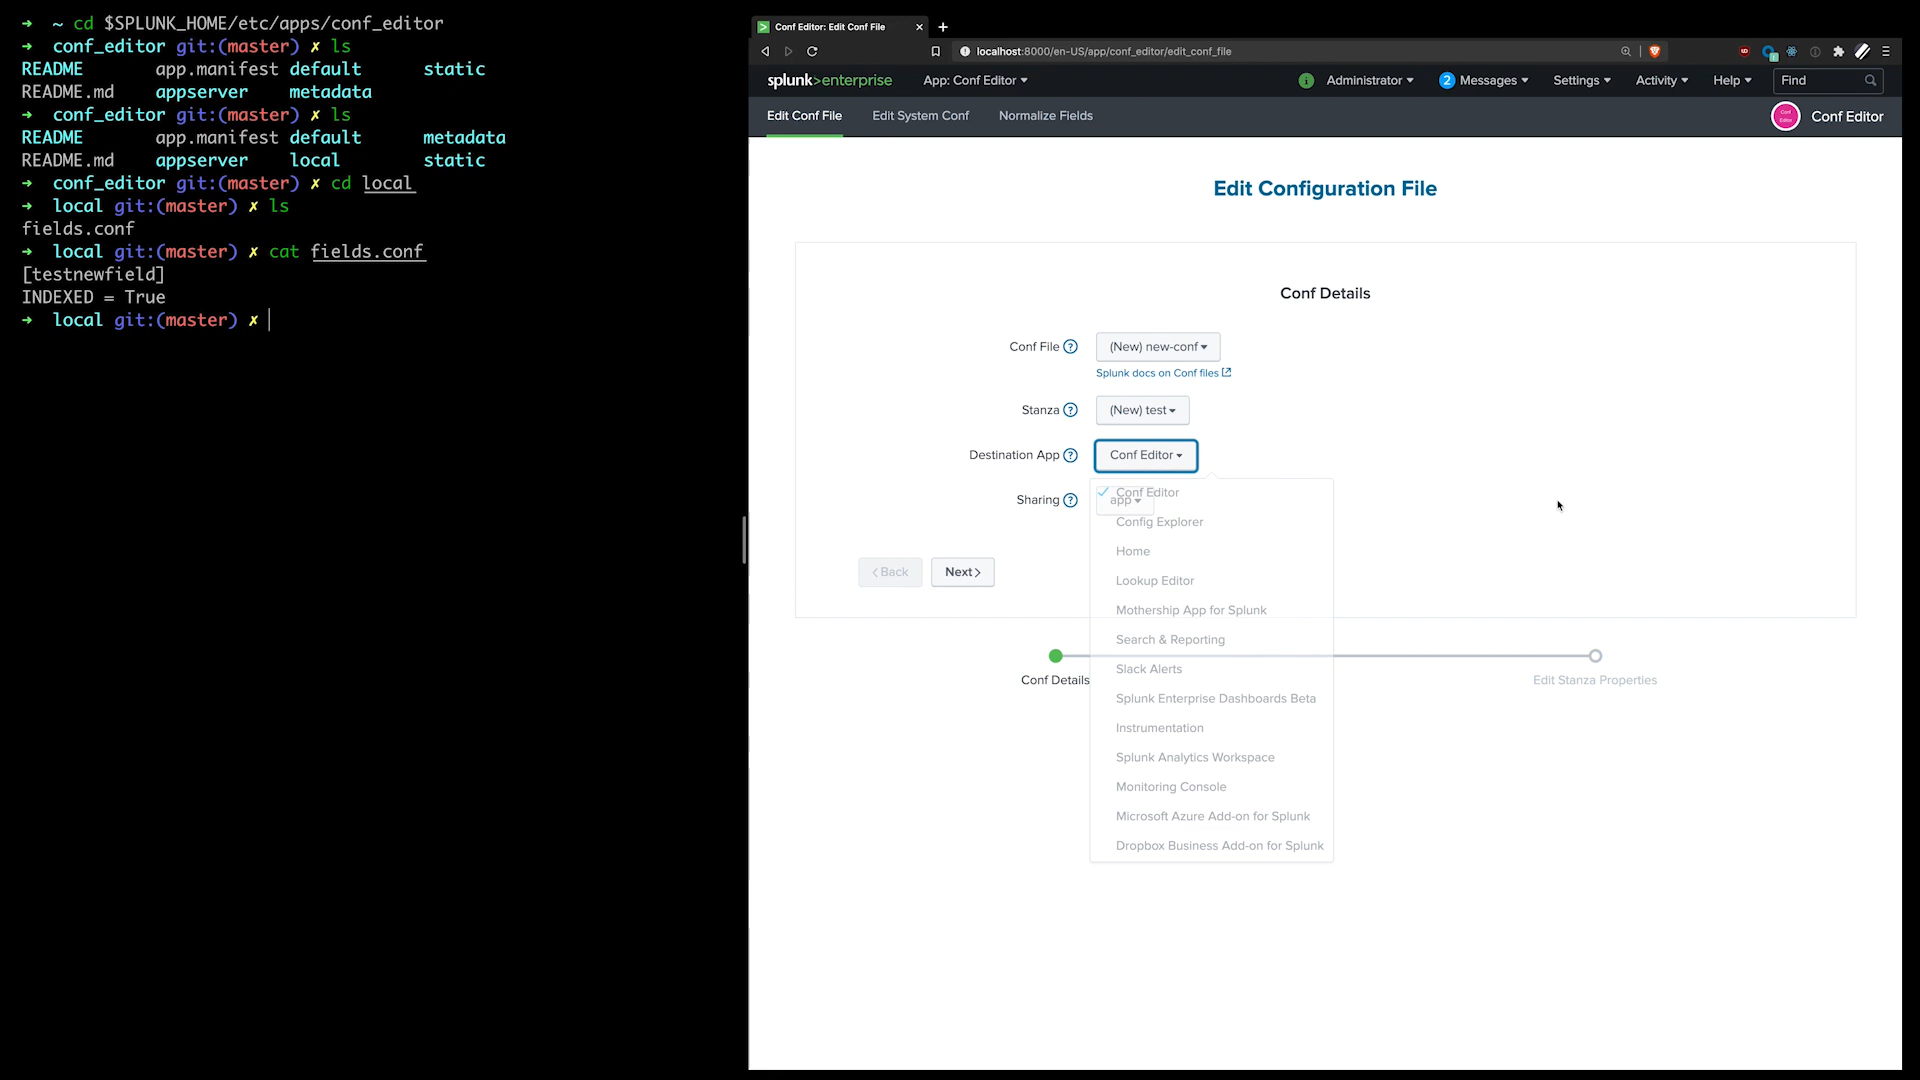 ➜ ~ cd $SPLUNK_HOME/etc/apps/conf_editor
➜ conf_editor git:(master) ✗ ls
README app.manifest default static
README.md appserver metadata
➜ conf_editor git:(master) ✗ ls
README app.manifest default metadata
README.md appserver local static
➜ conf_editor git:(master) ✗ cd local
➜ local git:(master) ✗ ls
fields.conf
➜ local git:(master) ✗ cat fields.conf
[testnewfield]
INDEXED = True
➜ local git:(master) ✗
Conf Editor: Edit Conf File
localhost:8000/en-US/app/conf_editor/edit_conf_file
splunk>enterprise App: Conf Editor Administrator 2 Messages Settings Activity Help Find
Edit Conf File Edit System Conf Normalize Fields Conf Editor
Edit Configuration File
Conf Details
Conf File (New) new-conf
Splunk docs on Conf files
Stanza (New) test
Destination App Conf Editor
Conf Editor
Sharing app
Config Explorer
Home
Back Next
Lookup Editor
Mothership App for Splunk
Search & Reporting
Slack Alerts
Conf Details Edit Stanza Properties
Splunk Enterprise Dashboards Beta
Instrumentation
Splunk Analytics Workspace
Monitoring Console
Microsoft Azure Add-on for Splunk
Dropbox Business Add-on for Splunk